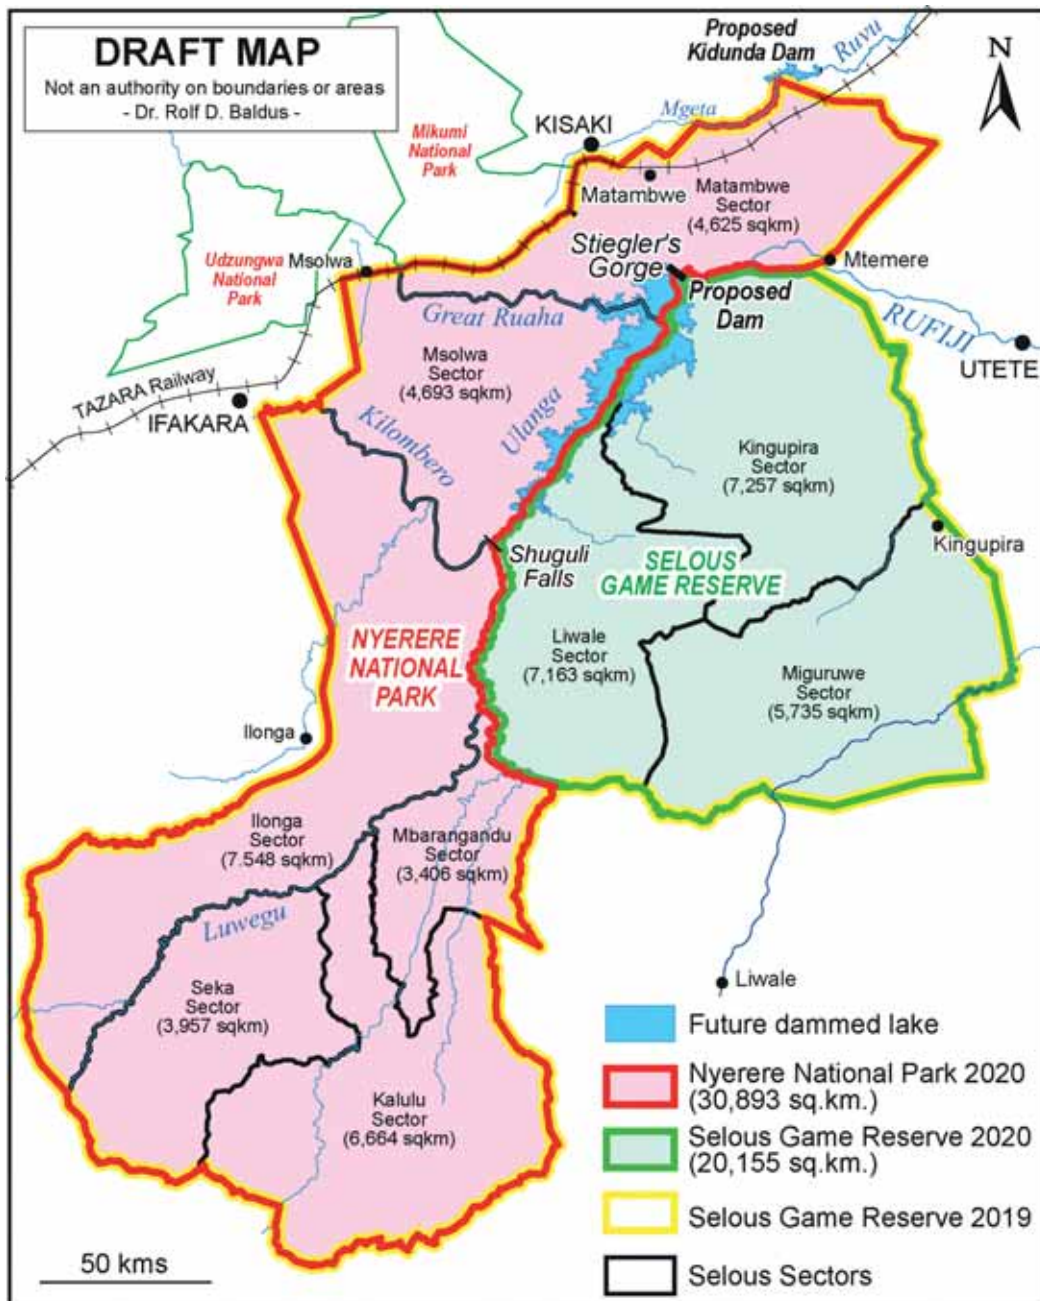 DRAFT MAP
Not an authority on boundaries or areas
- Dr. Rolf D. Baldus -
Proposed
Kidunda Dam
Ruvu
N
Mgeta
KISAKI
Mikumi
National
Park
Matambwe
Matambwe
Sector
(4,625 sqkm)
Stiegler's
Gorge
Mtemere
Udzungwa
National
Park
Msolwa
Proposed
Dam
Great Ruaha
RUFIJI
UTETE
Msolwa
Sector
(4,693 sqkm)
TAZARA Railway
IFAKARA
Kilombero
Ulanga
Kingupira
Sector
(7,257 sqkm)
Kingupira
Shuguli
Falls
SELOUS
GAME RESERVE
NYERERE
NATIONAL
PARK
Liwale
Sector
(7,163 sqkm)
Miguruwe
Sector
(5,735 sqkm)
Ilonga
Ilonga
Sector
(7.548 sqkm)
Mbarangandu
Sector
(3,406 sqkm)
Luwegu
Seka
Sector
(3,957 sqkm)
Liwale
Kalulu
Sector
(6,664 sqkm)
Future dammed lake
Nyerere National Park 2020
(30,893 sq.km.)
Selous Game Reserve 2020
(20,155 sq.km.)
Selous Game Reserve 2019
Selous Sectors
50 kms